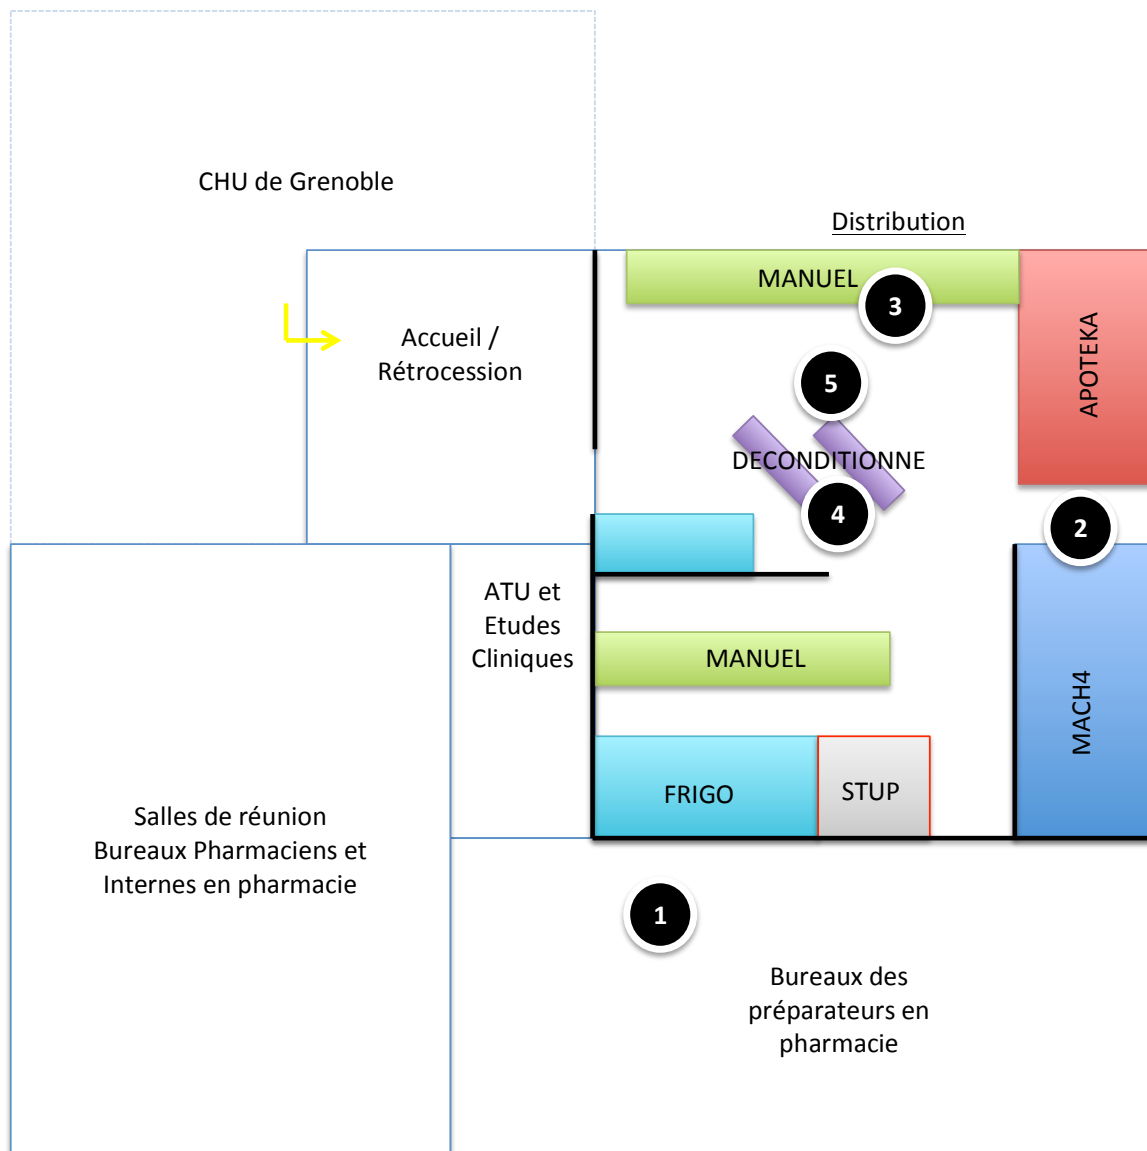 CHU de Grenoble
Distribution
MANUEL
3
APOTEKA
Accueil /
Rétrocession
5
DECONDITIONNE
4
2
ATU et
Etudes
Cliniques
MANUEL
MACH4
FRIGO
STUP
Salles de réunion
Bureaux Pharmaciens et
Internes en pharmacie
1
Bureaux des
préparateurs en
pharmacie